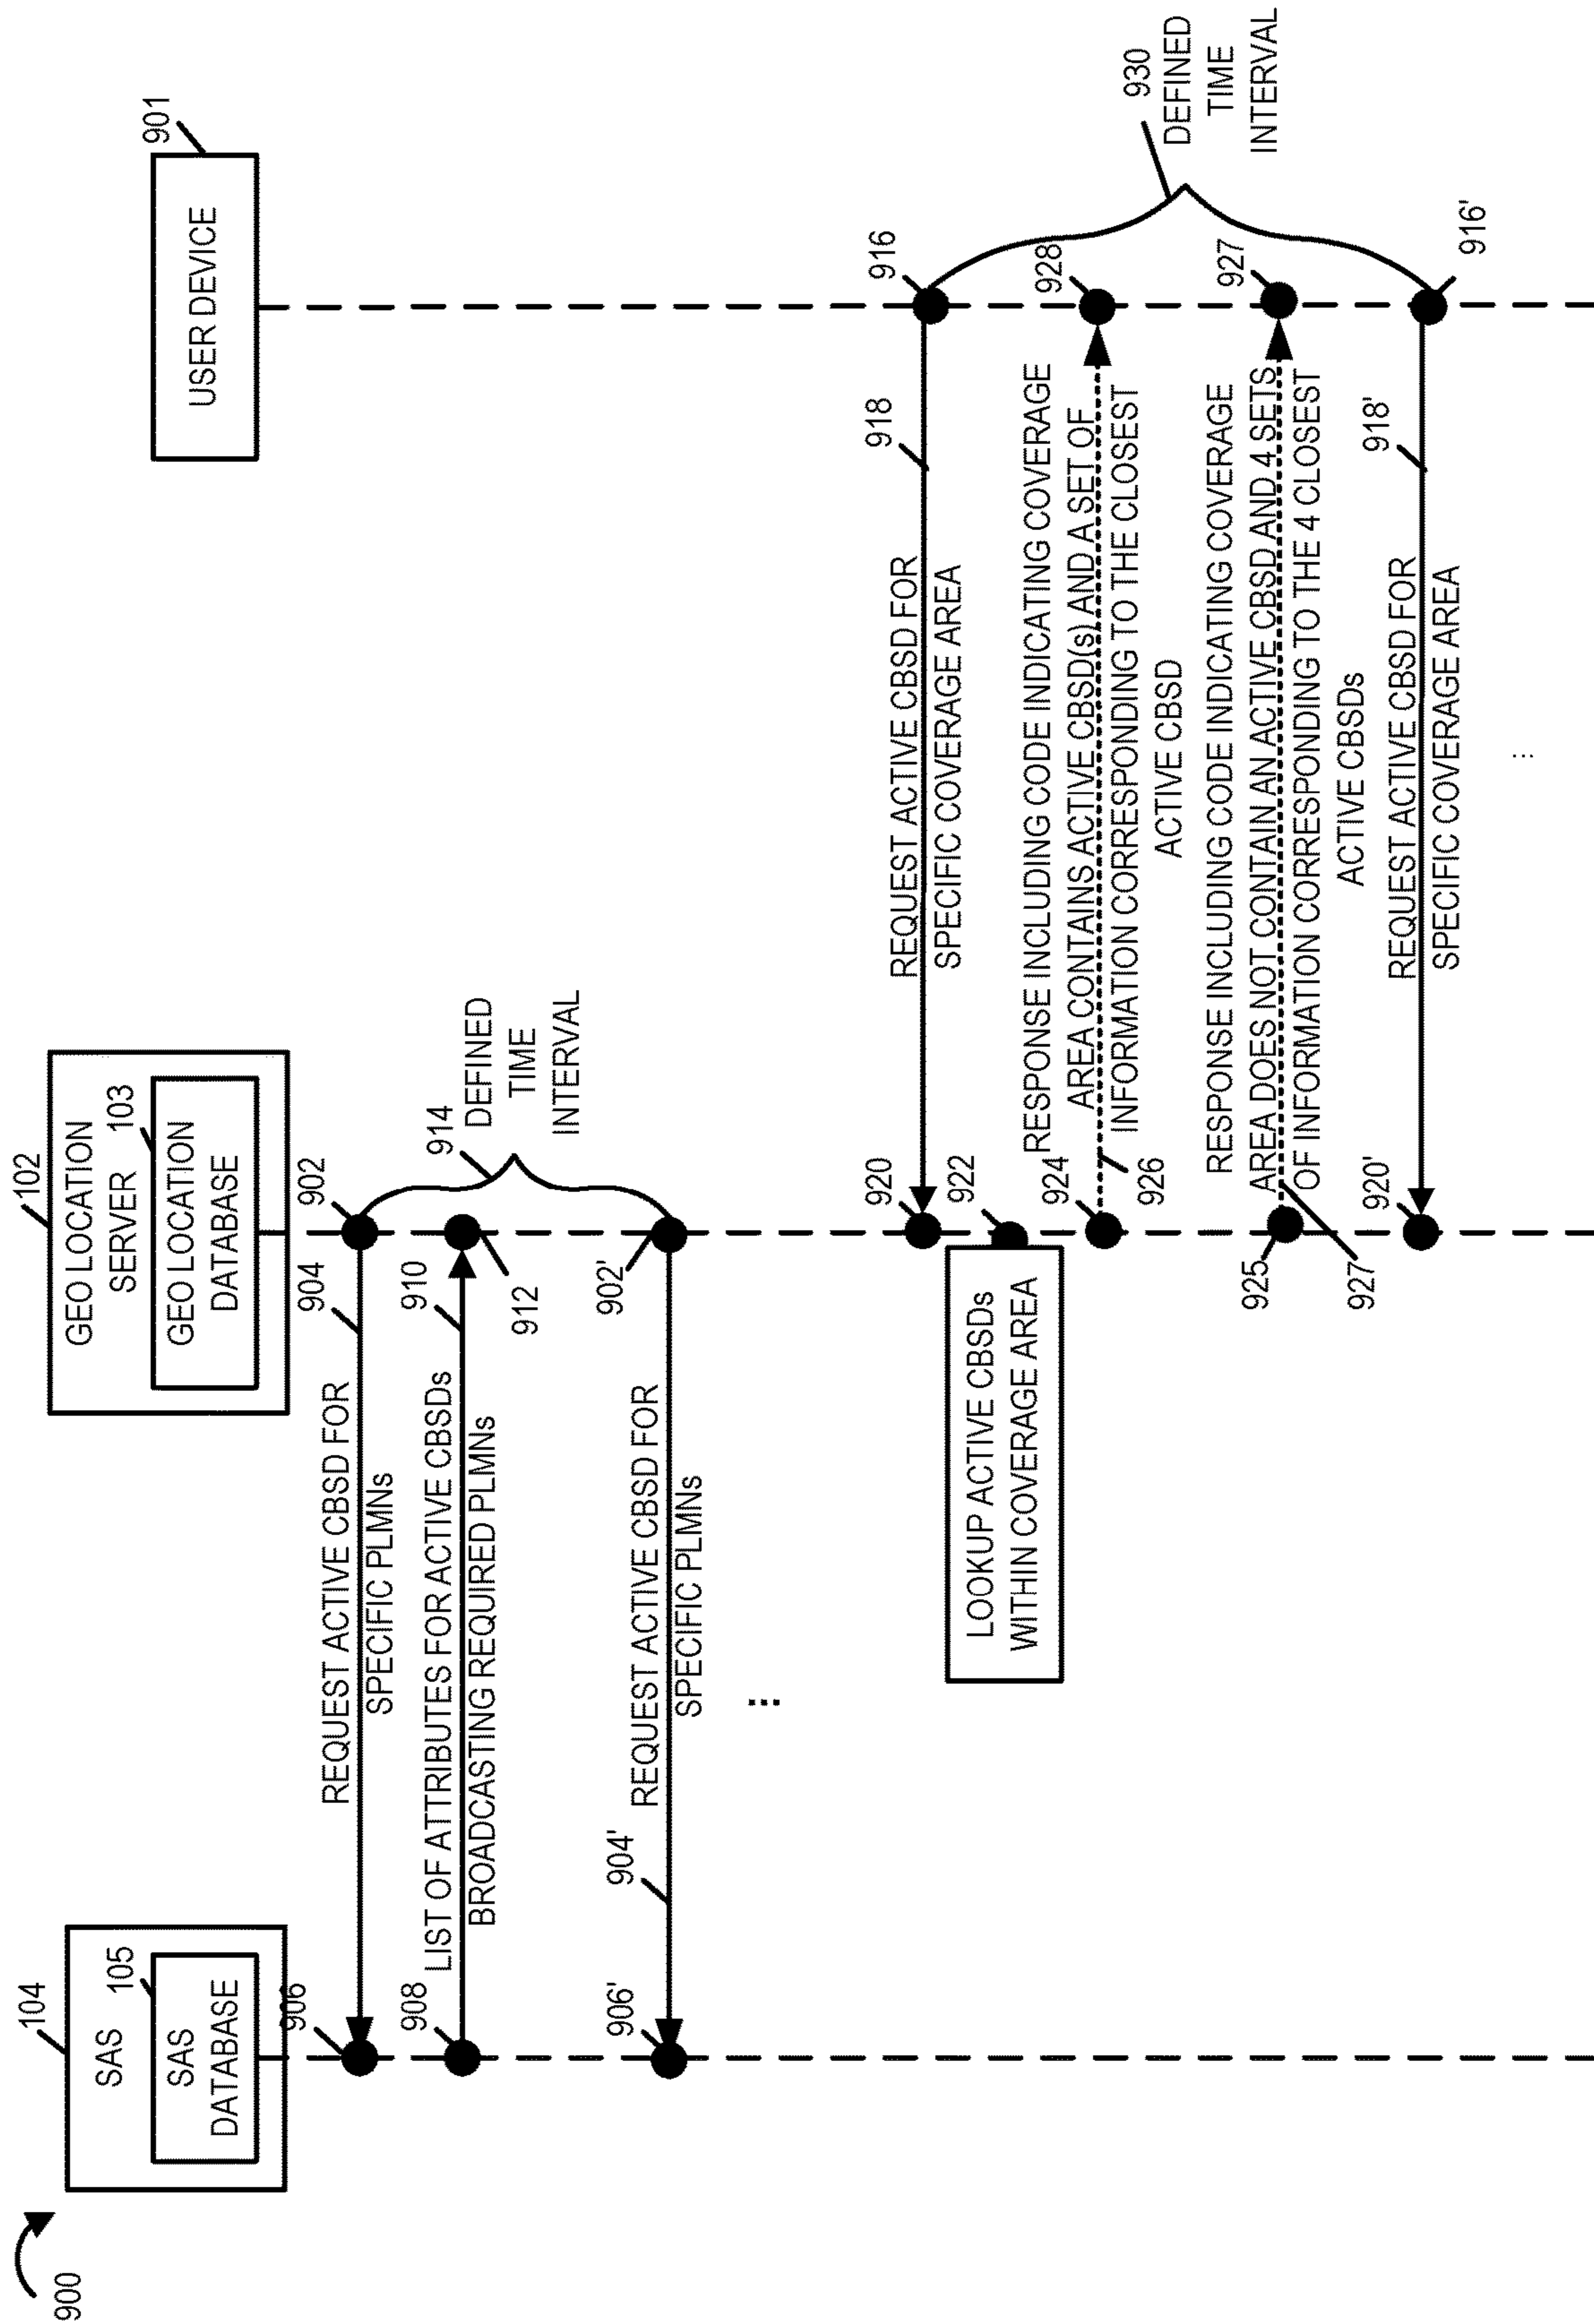 900
104
SAS
105
SAS
DATABASE
102
GEO LOCATION
SERVER
103
GEO LOCATION
DATABASE
901
USER DEVICE
906
REQUEST ACTIVE CBSD FOR
SPECIFIC PLMNs
904
902
908
LIST OF ATTRIBUTES FOR ACTIVE CBSDs
BROADCASTING REQUIRED PLMNs
910
912
914
DEFINED
TIME
INTERVAL
906'
904'
REQUEST ACTIVE CBSD FOR
SPECIFIC PLMNs
902'
...
920
REQUEST ACTIVE CBSD FOR
SPECIFIC COVERAGE AREA
918
916
922
LOOKUP ACTIVE CBSDs
WITHIN COVERAGE AREA
924
926
RESPONSE INCLUDING CODE INDICATING COVERAGE
AREA CONTAINS ACTIVE CBSD(s) AND A SET OF
INFORMATION CORRESPONDING TO THE CLOSEST
ACTIVE CBSD
928
925
927
RESPONSE INCLUDING CODE INDICATING COVERAGE
AREA DOES NOT CONTAIN AN ACTIVE CBSD AND 4 SETS
OF INFORMATION CORRESPONDING TO THE 4 CLOSEST
ACTIVE CBSDs
927
930
DEFINED
TIME
INTERVAL
920'
REQUEST ACTIVE CBSD FOR
SPECIFIC COVERAGE AREA
918'
916'
...